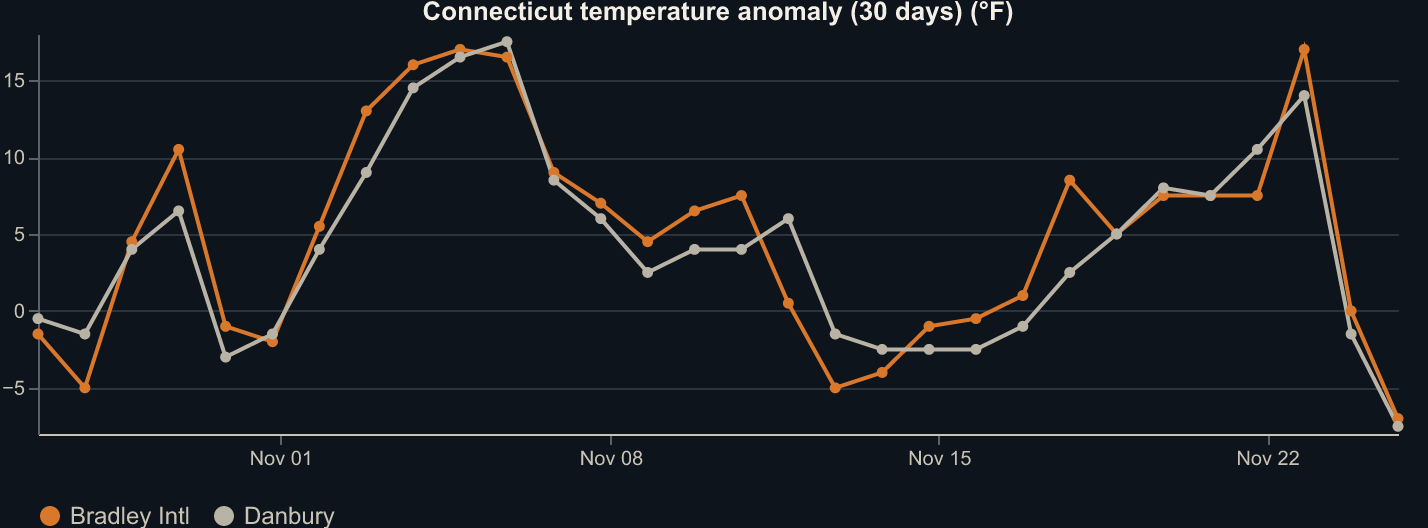 Connecticut temperature anomaly (30 days) (°F)
15
10
5
0
−5
Nov 01 Nov 08 Nov 15 Nov 22
Bradley Intl Danbury